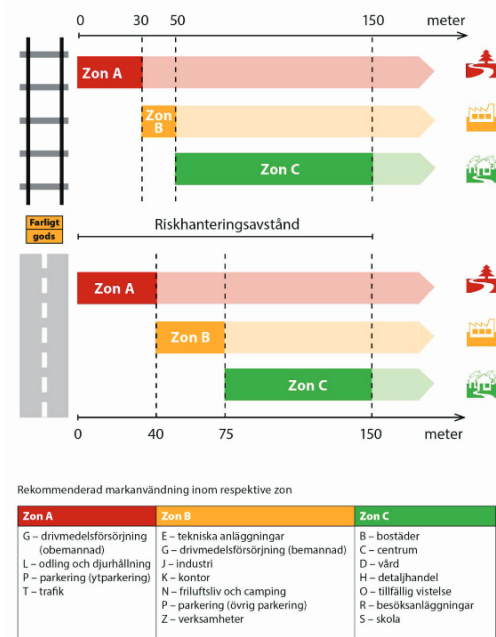 0 30 50 150 meter
Zon A
Zon
B
Zon C
Farligt
gods
Riskhanteringsavstånd
Zon A
Zon B
Zon C
0 40 75 150 meter
Rekommenderad markanvändning inom respektive zon
Zon A
G – drivmedelsförsörjning
(obemannad)
L – odling och djurhållning
P – parkering (ytparkering)
T – trafik
Zon B
E – tekniska anläggningar
G – drivmedelsförsörjning (bemannad)
J – industri
K – kontor
N – friluftsliv och camping
P – parkering (övrig parkering)
Z – verksamheter
Zon C
B – bostäder
C – centrum
D – vård
H – detaljhandel
O – tillfällig vistelse
R – besöksanläggningar
S – skola